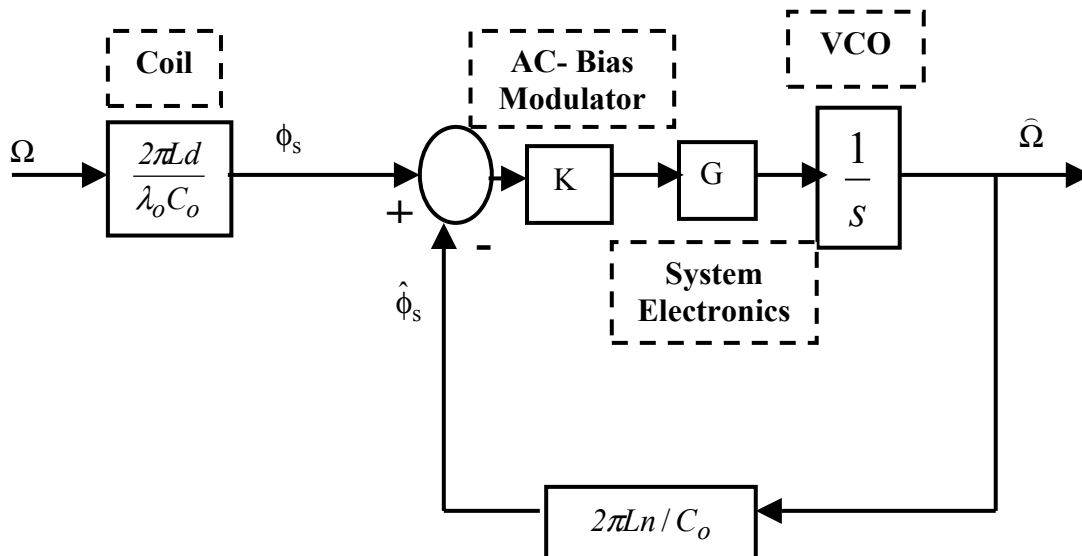 Coil
AC- Bias
Modulator
VCO
Ω
2πLd
λₒCₒ
ϕₛ
+
-
K
G
1
s
Ω̂
System
Electronics
ϕ̂ₛ
2πLn / Cₒ